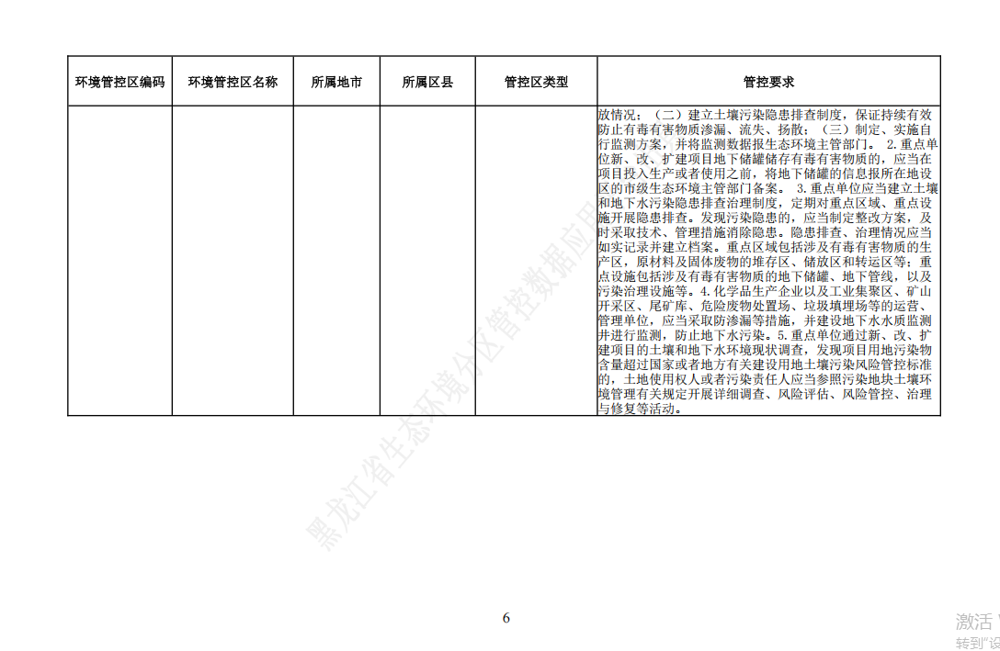 环境管控区编码 环境管控区名称 所属地市 所属区县 管控区类型 管控要求
放情况；（二）建立土壤污染隐患排查制度，保证持续有效
防止有毒有害物质渗漏、流失、扬散；（三）制定、实施自
行监测方案，并将监测数据报生态环境主管部门。 2.重点单
位新、改、扩建项目地下储罐储存有毒有害物质的，应当在
项目投入生产或者使用之前，将地下储罐的信息报所在地设
区的市级生态环境主管部门备案。 3.重点单位应当建立土壤
和地下水污染隐患排查治理制度，定期对重点区域、重点设
施开展隐患排查。发现污染隐患的，应当制定整改方案，及
时采取技术、管理措施消除隐患。隐患排查、治理情况应当
如实记录并建立档案。重点区域包括涉及有毒有害物质的生
产区，原材料及固体废物的堆存区、储放区和转运区等；重
点设施包括涉及有毒有害物质的地下储罐、地下管线，以及
污染治理设施等。4.化学品生产企业以及工业集聚区、矿山
开采区、尾矿库、危险废物处置场、垃圾填埋场等的运营、
管理单位，应当采取防渗漏等措施，并建设地下水水质监测
井进行监测，防止地下水污染。5.重点单位通过新、改、扩
建项目的土壤和地下水环境现状调查，发现项目用地污染物
含量超过国家或者地方有关建设用地土壤污染风险管控标准
的，土地使用权人或者污染责任人应当参照污染地块土壤环
境管理有关规定开展详细调查、风险评估、风险管控、治理
与修复等活动。
黑龙江省生态环境分区管控数据应用
6
激活
转到"设